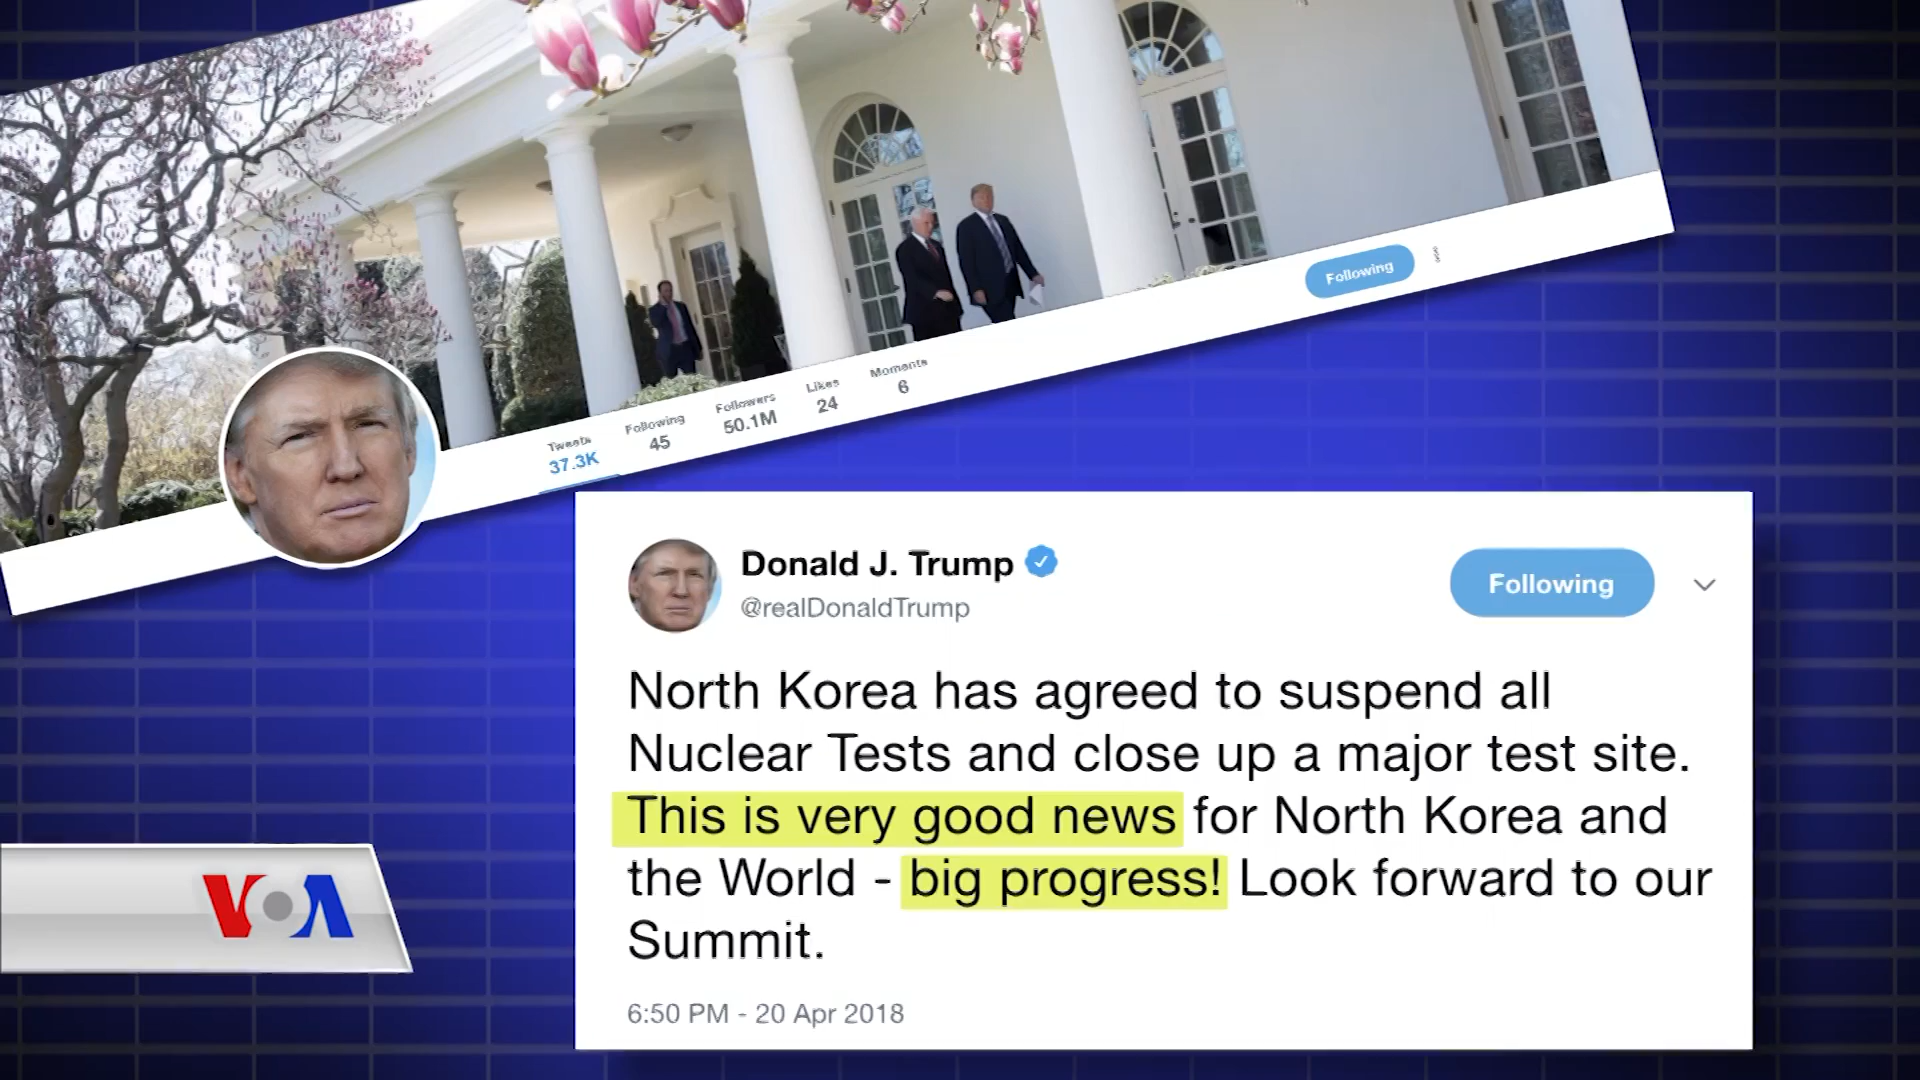 Following
Tweets
37.3K
Following
45
Followers
50.1M
Likes
24
Moments
6
Donald J. Trump
@realDonaldTrump
Following
North Korea has agreed to suspend all
Nuclear Tests and close up a major test site.
This is very good news for North Korea and
the World - big progress! Look forward to our
Summit.
6:50 PM - 20 Apr 2018
VOA